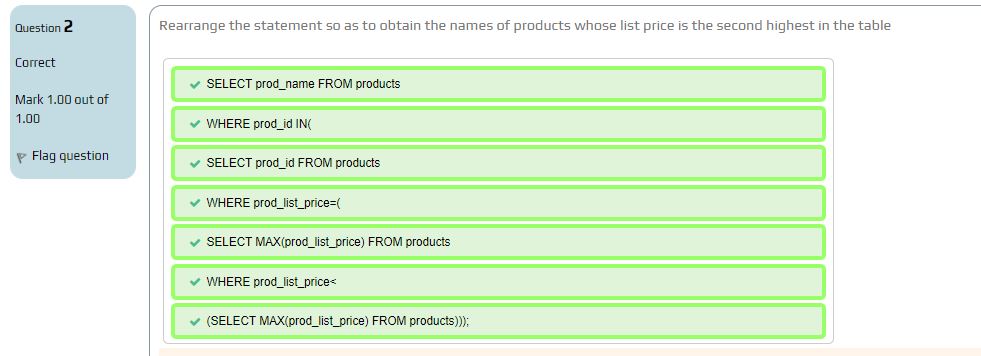 Question 2
Correct
Mark 1.00 out of
1.00
Flag question
Rearrange the statement so as to obtain the names of products whose list price is the second highest in the table
SELECT prod_name FROM products
WHERE prod_id IN(
SELECT prod_id FROM products
WHERE prod_list_price=(
SELECT MAX(prod_list_price) FROM products
WHERE prod_list_price<
(SELECT MAX(prod_list_price) FROM products)));